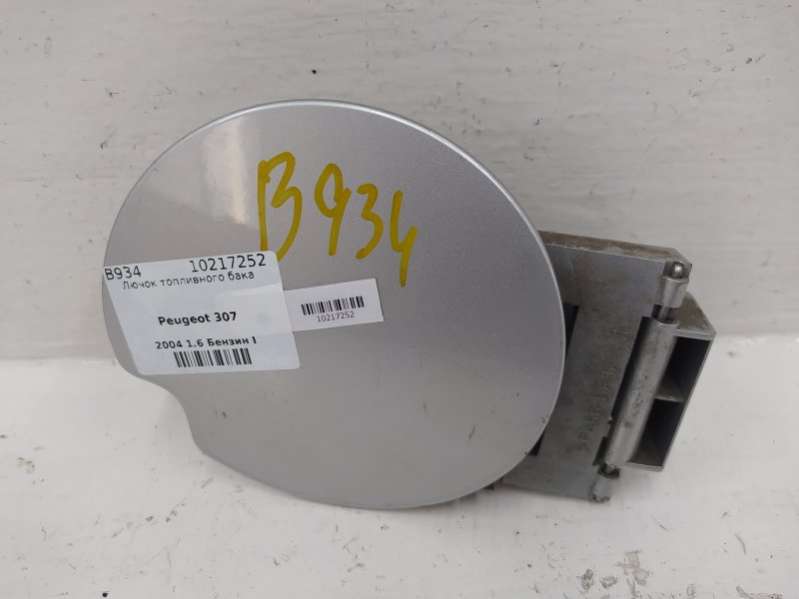 B934
B934 10217252
Лючок топливного бака
Peugeot 307
2004 1.6 Бензин I
10217252